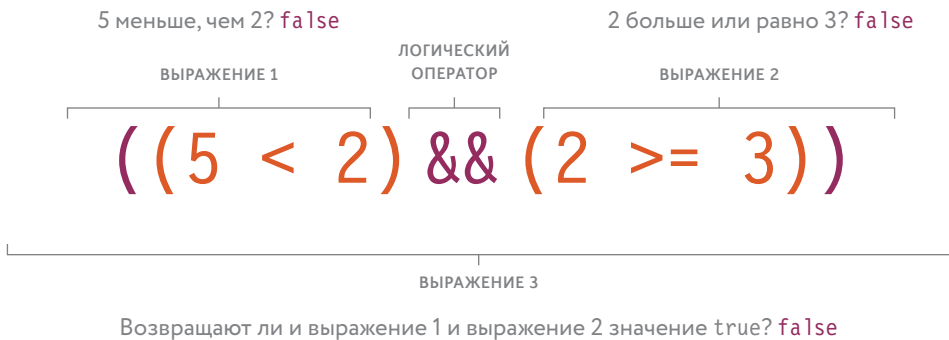 5 меньше, чем 2? false
2 больше или равно 3? false
ЛОГИЧЕСКИЙ
ОПЕРАТОР
ВЫРАЖЕНИЕ 1
ВЫРАЖЕНИЕ 2
((5 < 2) && (2 >= 3))
ВЫРАЖЕНИЕ 3
Возвращают ли и выражение 1 и выражение 2 значение true? false